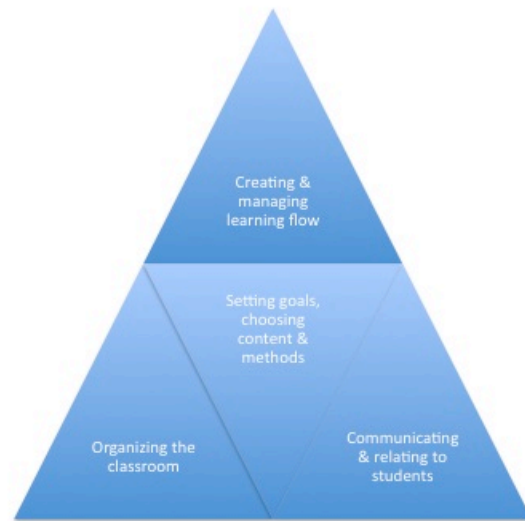 Creating &
managing
learning flow
Setting goals,
choosing
content &
methods
Organizing the
classroom
Communicating
& relating to
students